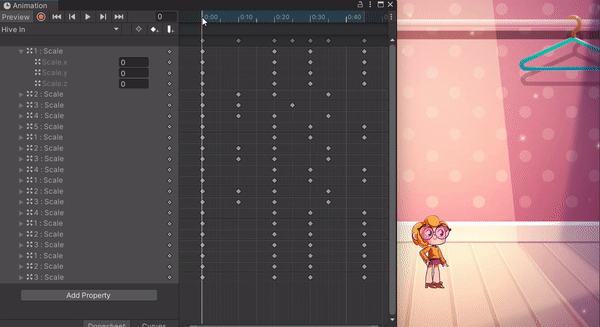 Animation
Preview 0 0:00 0:10 0:20 0:30 0:40
Hive In
1 : Scale
Scale.x 0
Scale.y 0
Scale.z 0
2 : Scale
3 : Scale
4 : Scale
5 : Scale
1 : Scale
2 : Scale
3 : Scale
4 : Scale
1 : Scale
2 : Scale
3 : Scale
4 : Scale
1 : Scale
2 : Scale
3 : Scale
1 : Scale
2 : Scale
3 : Scale
Add Property
Dopesheet Curves